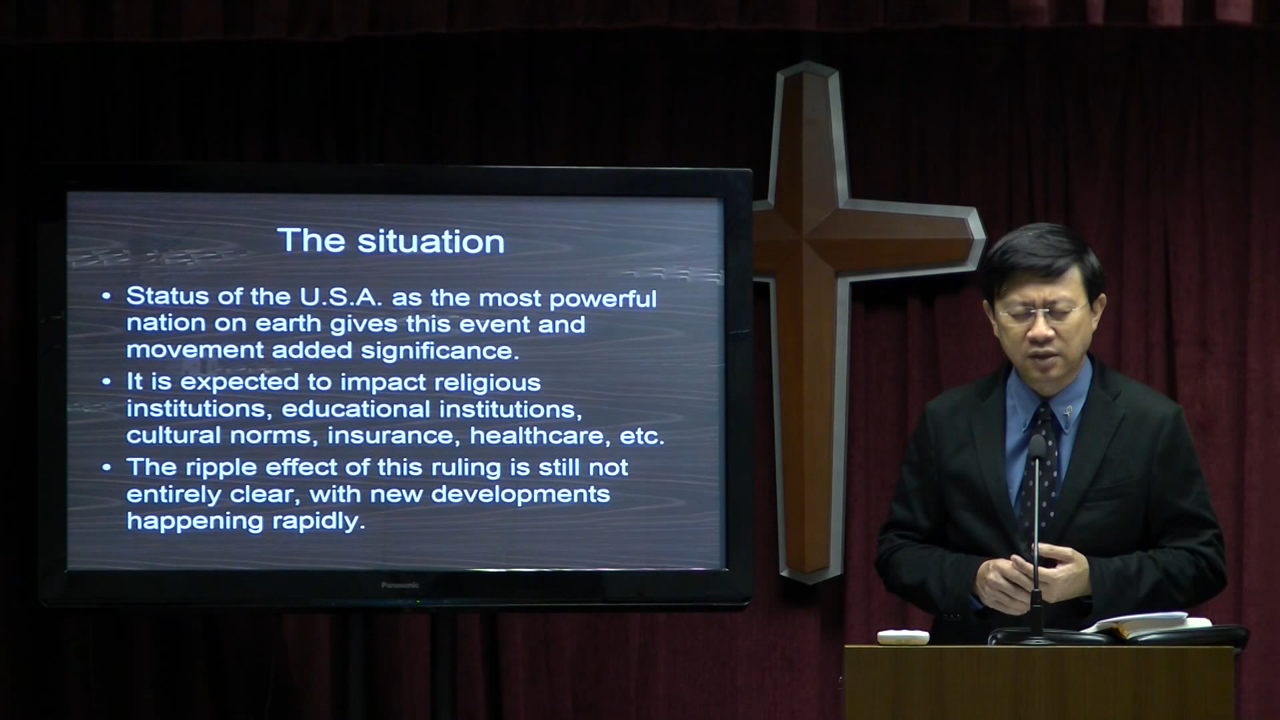 The situation
• Status of the U.S.A. as the most powerful
nation on earth gives this event and
movement added significance.
• It is expected to impact religious
institutions, educational institutions,
cultural norms, insurance, healthcare, etc.
• The ripple effect of this ruling is still not
entirely clear, with new developments
happening rapidly.
Panasonic